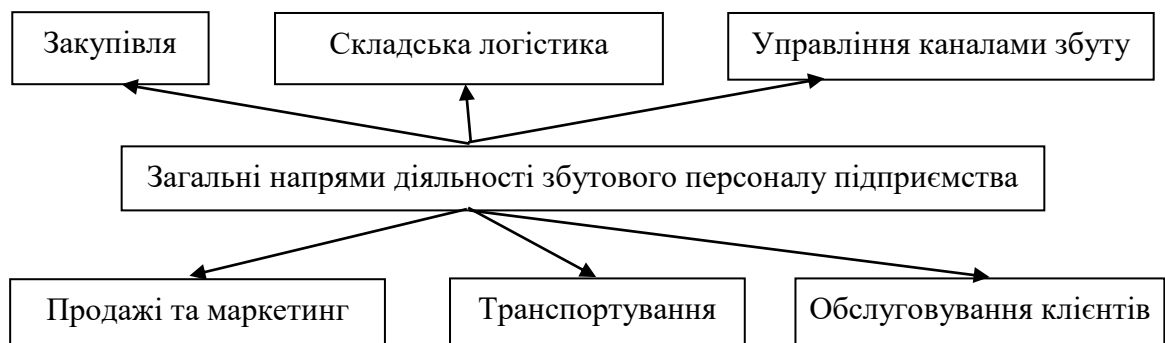 Закупівля
Складська логістика
Управління каналами збуту
Загальні напрями діяльності збутового персоналу підприємства
Продажі та маркетинг
Транспортування
Обслуговування клієнтів